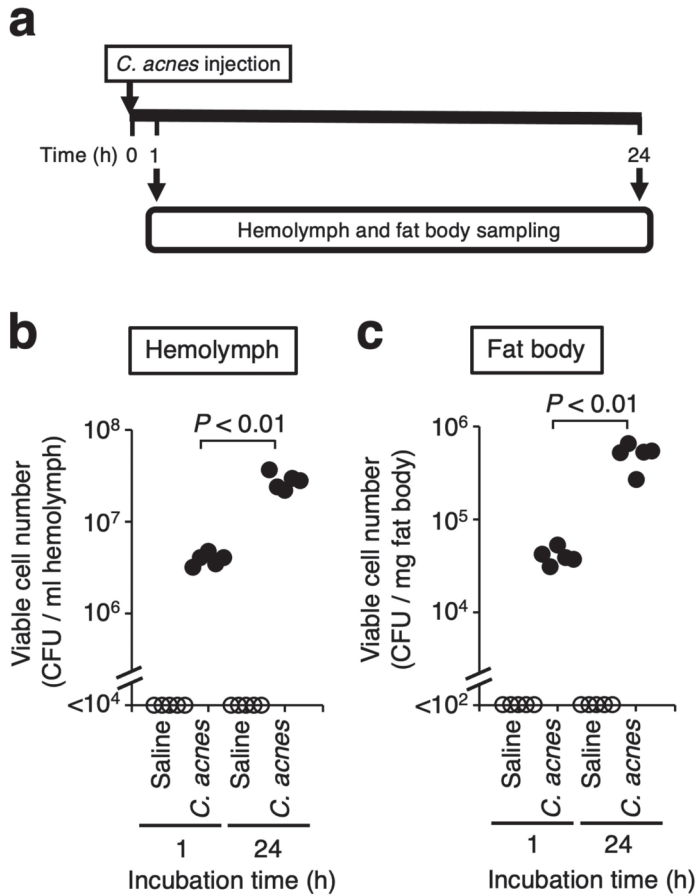 a
C. acnes injection
Time (h) 0 1 24
Hemolymph and fat body sampling
b
Hemolymph
P < 0.01
Viable cell number
(CFU / ml hemolymph)
10⁸
10⁷
10⁶
<10⁴
Saline
C. acnes
Saline
C. acnes
1
24
Incubation time (h)
c
Fat body
P < 0.01
Viable cell number
(CFU / mg fat body)
10⁶
10⁵
10⁴
<10²
Saline
C. acnes
Saline
C. acnes
1
24
Incubation time (h)